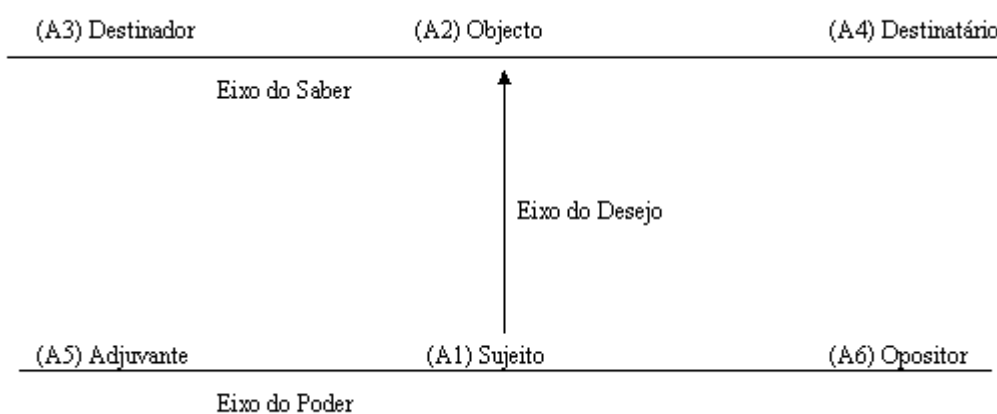 (A3) Destinador (A2) Objecto (A4) Destinatário
Eixo do Saber
Eixo do Desejo
(A5) Adjuvante (A1) Sujeito (A6) Opositor
Eixo do Poder